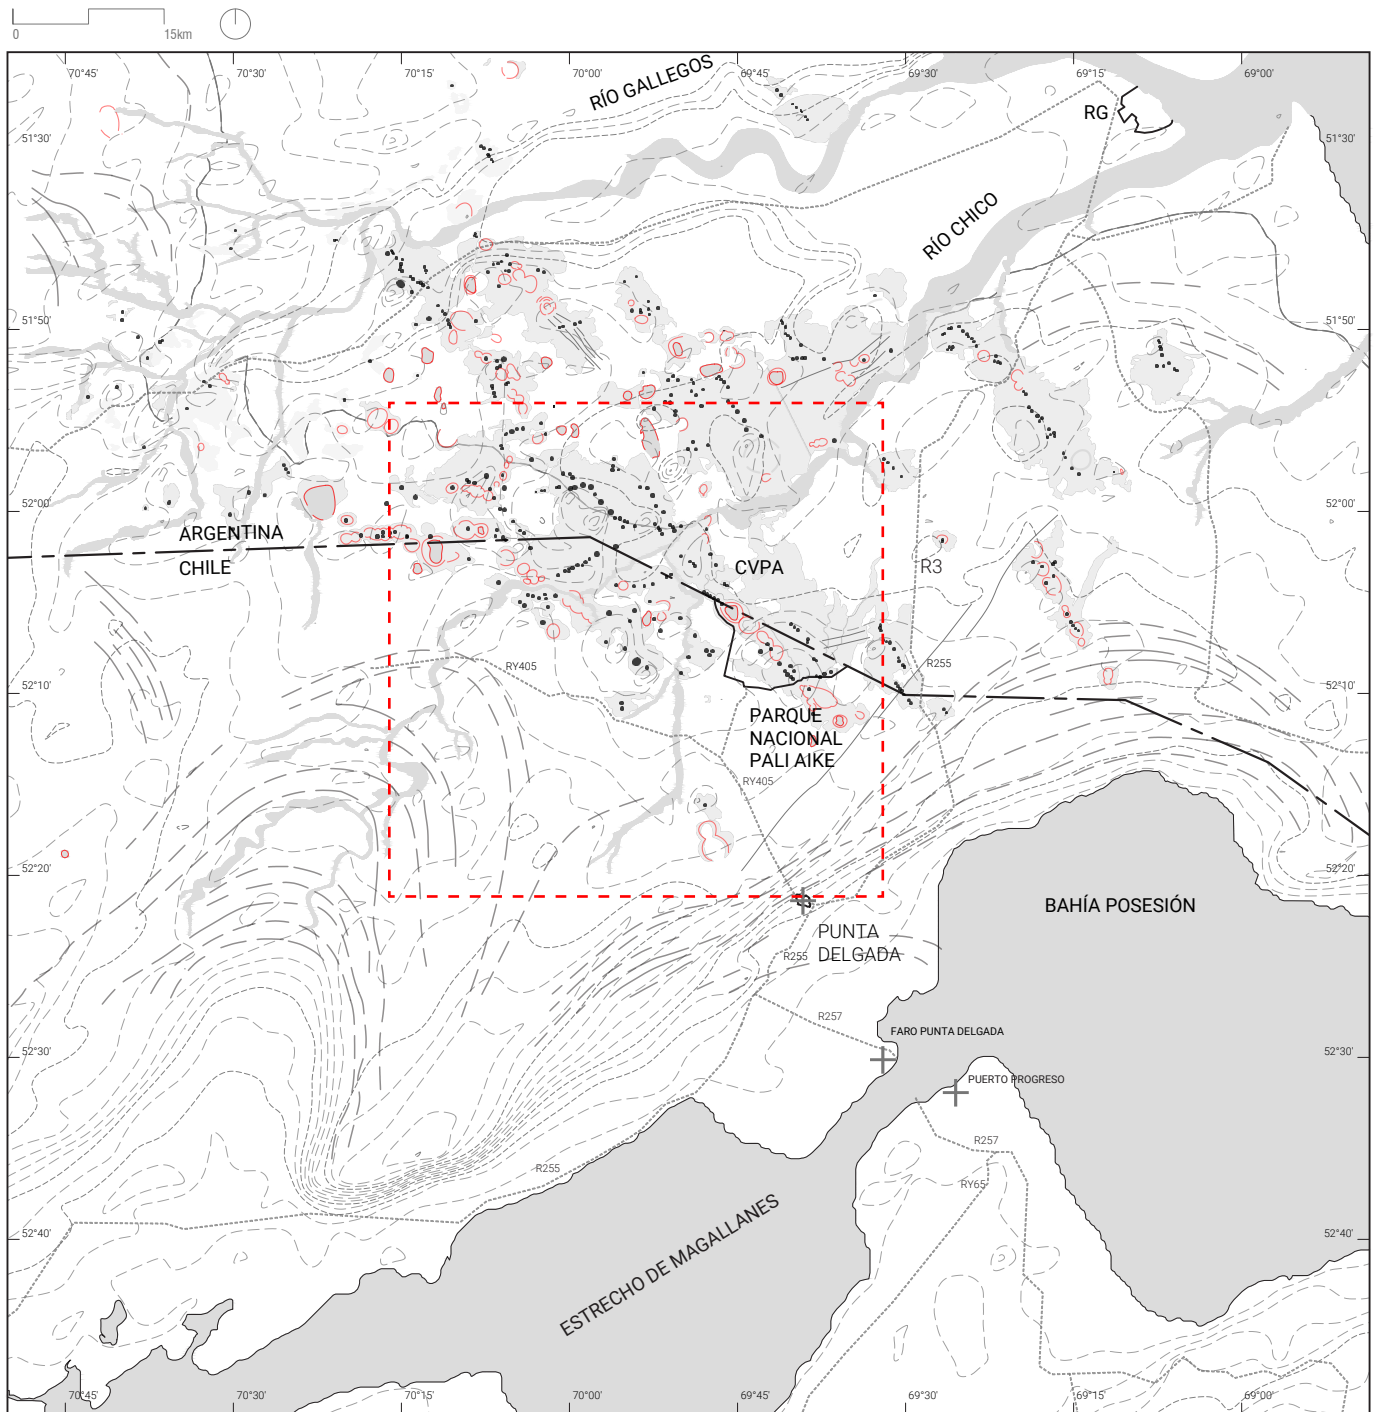 0
15km
70°45'
70°30'
70°15'
70°00'
69°45'
69°30'
69°15'
69°00'
RÍO GALLEGOS
RG
51°30'
51°30'
RÍO CHICO
51°50'
51°50'
52°00'
52°00'
ARGENTINA
CHILE
CVPA
R3
RY405
R255
52°10'
52°10'
PARQUE
NACIONAL
PALI AIKE
RY405
52°20'
52°20'
BAHÍA POSESIÓN
PUNTA
DELGADA
R255
R257
FARO PUNTA DELGADA
52°30'
52°30'
PUERTO PROGRESO
R257
R255
RY65
ESTRECHO DE MAGALLANES
52°40'
52°40'
70°45'
70°30'
70°15'
70°00'
69°45'
69°30'
69°15'
69°00'